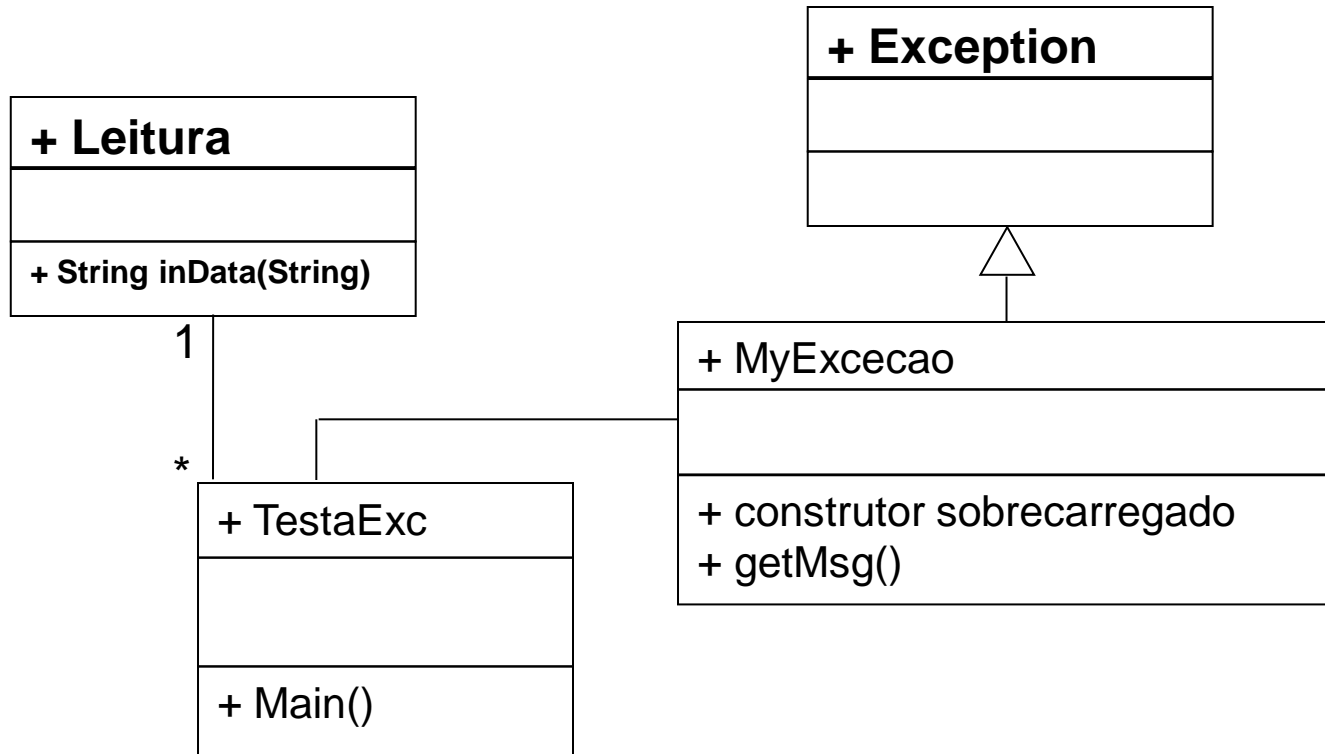 + Exception
+ Leitura
+ String inData(String)
1
*
+ MyExcecao
+ construtor sobrecarregado
+ getMsg()
+ TestaExc
+ Main()